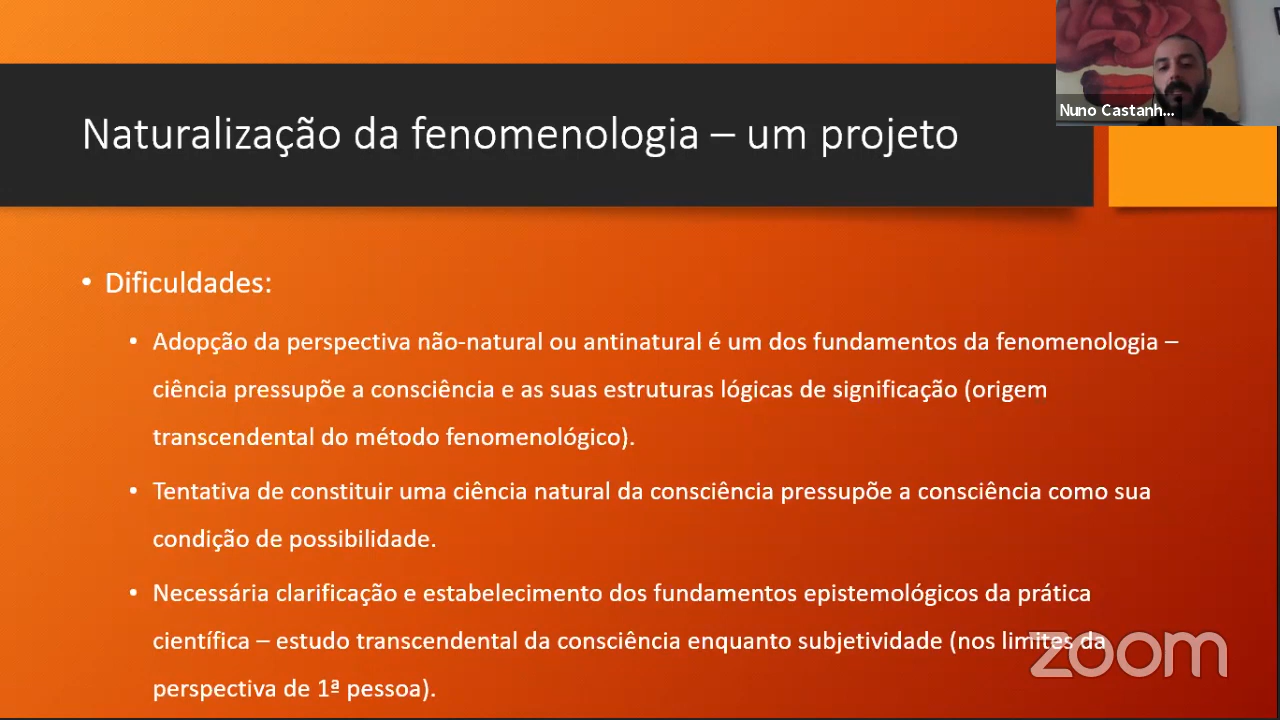 Nuno Castanh...
Naturalização da fenomenologia – um projeto
• Dificuldades:
• Adopção da perspectiva não-natural ou antinatural é um dos fundamentos da fenomenologia –
ciência pressupõe a consciência e as suas estruturas lógicas de significação (origem
transcendental do método fenomenológico).
• Tentativa de constituir uma ciência natural da consciência pressupõe a consciência como sua
condição de possibilidade.
• Necessária clarificação e estabelecimento dos fundamentos epistemológicos da prática
científica – estudo transcendental da consciência enquanto subjetividade (nos limites da
perspectiva de 1ª pessoa).
zoom